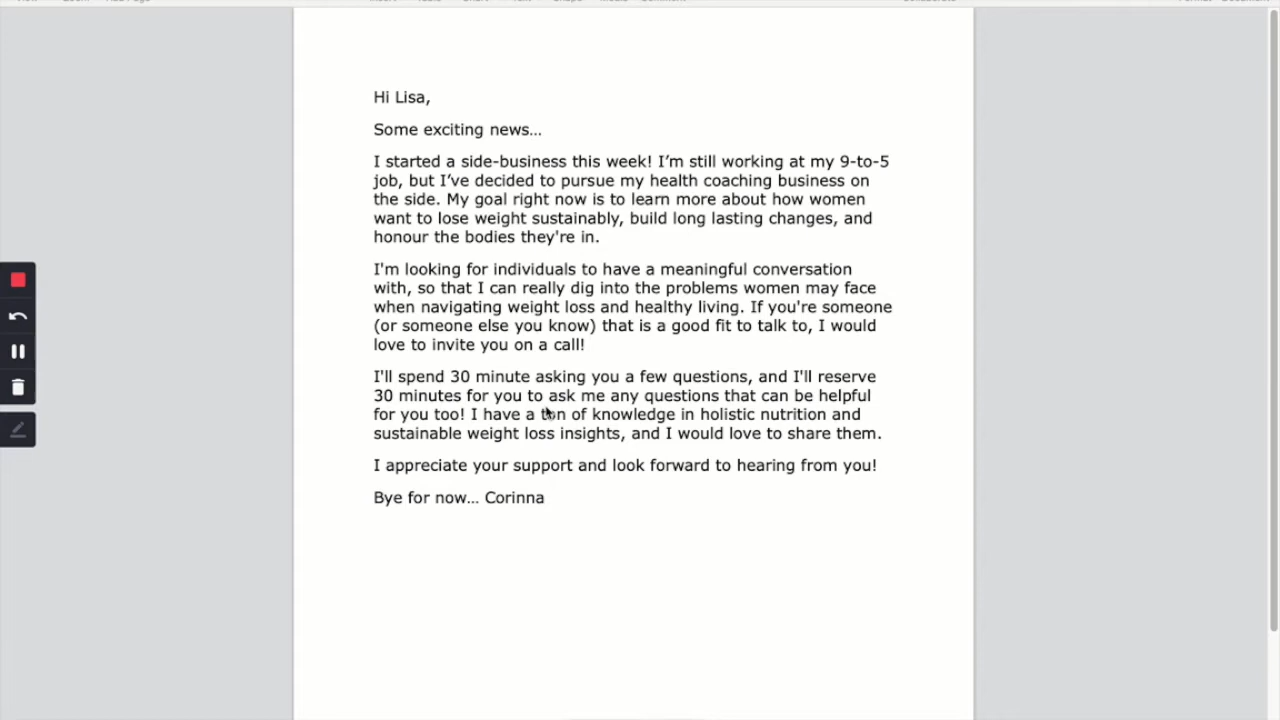 Hi Lisa,
Some exciting news...
I started a side-business this week! I’m still working at my 9-to-5
job, but I’ve decided to pursue my health coaching business on
the side. My goal right now is to learn more about how women
want to lose weight sustainably, build long lasting changes, and
honour the bodies they're in.
I'm looking for individuals to have a meaningful conversation
with, so that I can really dig into the problems women may face
when navigating weight loss and healthy living. If you're someone
(or someone else you know) that is a good fit to talk to, I would
love to invite you on a call!
I'll spend 30 minute asking you a few questions, and I'll reserve
30 minutes for you to ask me any questions that can be helpful
for you too! I have a ton of knowledge in holistic nutrition and
sustainable weight loss insights, and I would love to share them.
I appreciate your support and look forward to hearing from you!
Bye for now... Corinna